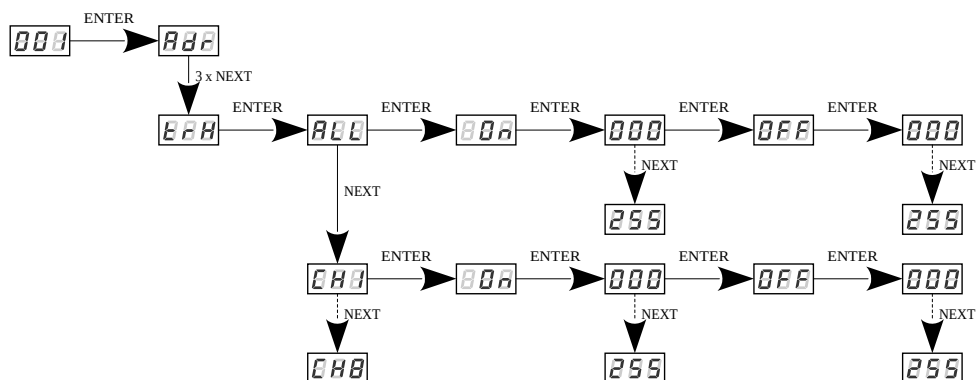 ENTER
001 Adr
3 x NEXT
ENTER ENTER ENTER ENTER ENTER
trH ALL On 000 OFF 000
NEXT NEXT NEXT
255 255
ENTER ENTER ENTER ENTER
CH1 On 000 OFF 000
NEXT NEXT NEXT
CH8 255 255